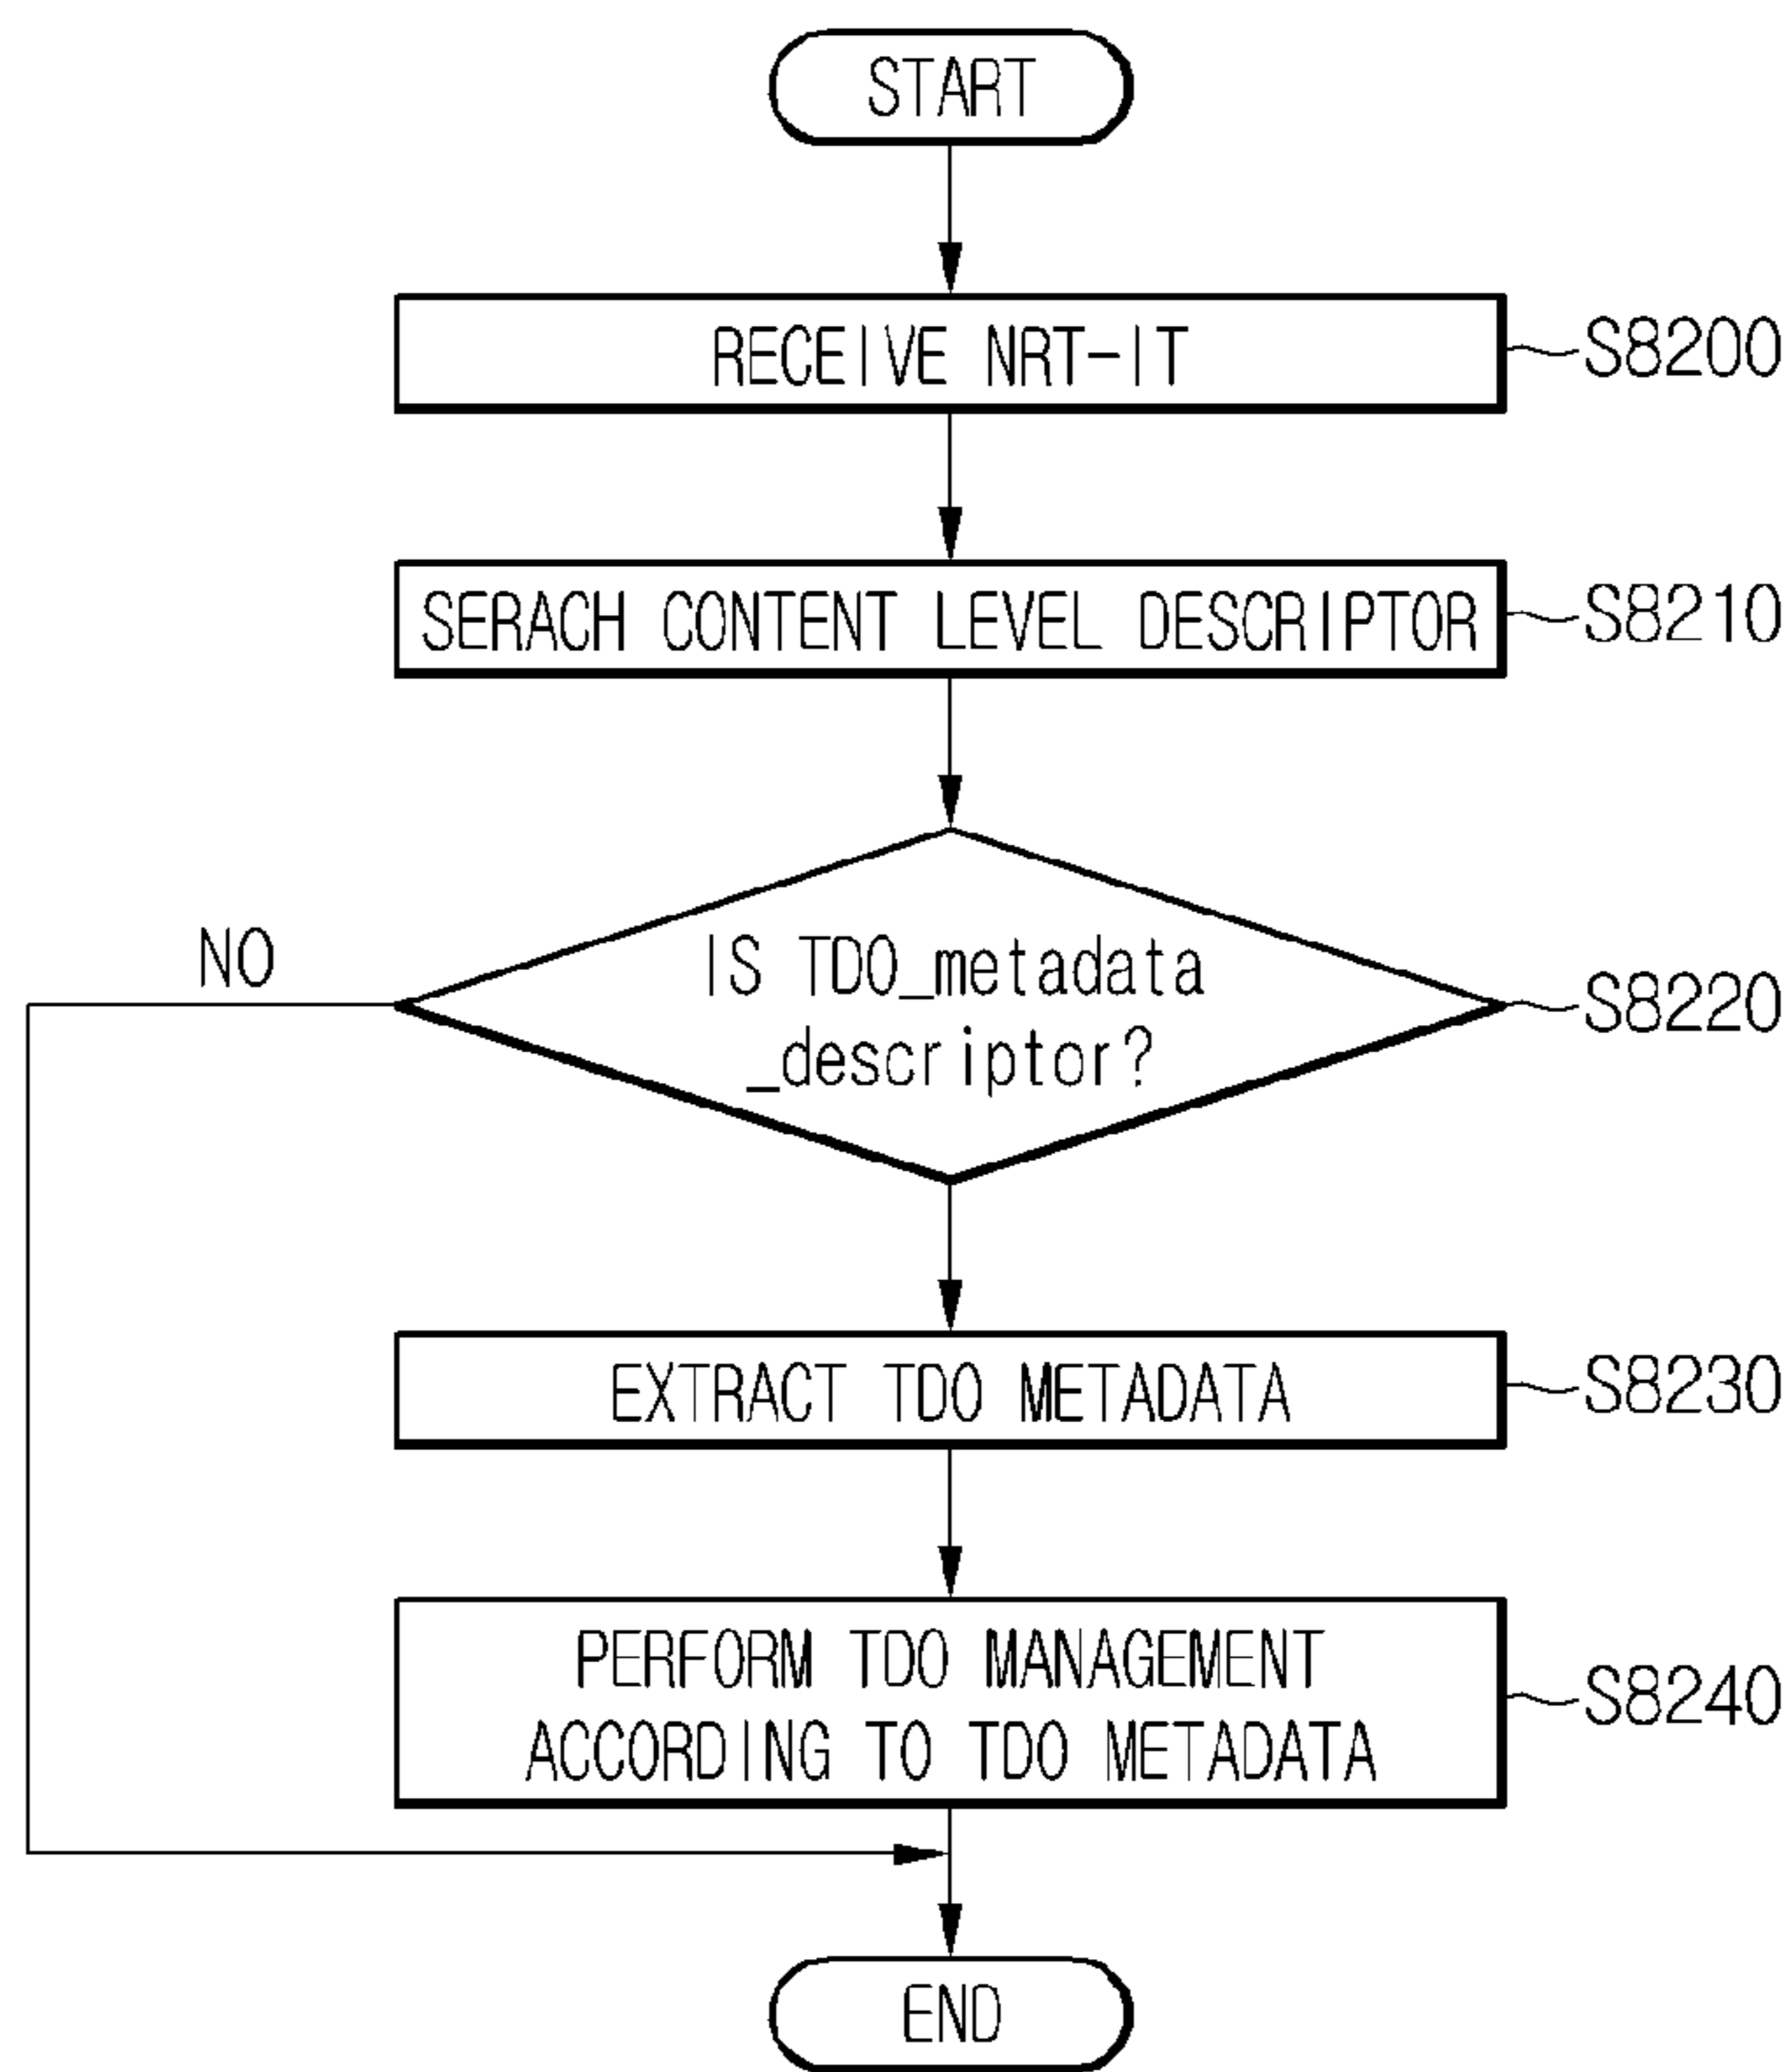 START
RECEIVE NRT-IT
S8200
SERACH CONTENT LEVEL DESCRIPTOR
S8210
NO
IS TDO_metadata
_descriptor?
S8220
EXTRACT TDO METADATA
S8230
PERFORM TDO MANAGEMENT
ACCORDING TO TDO METADATA
S8240
END